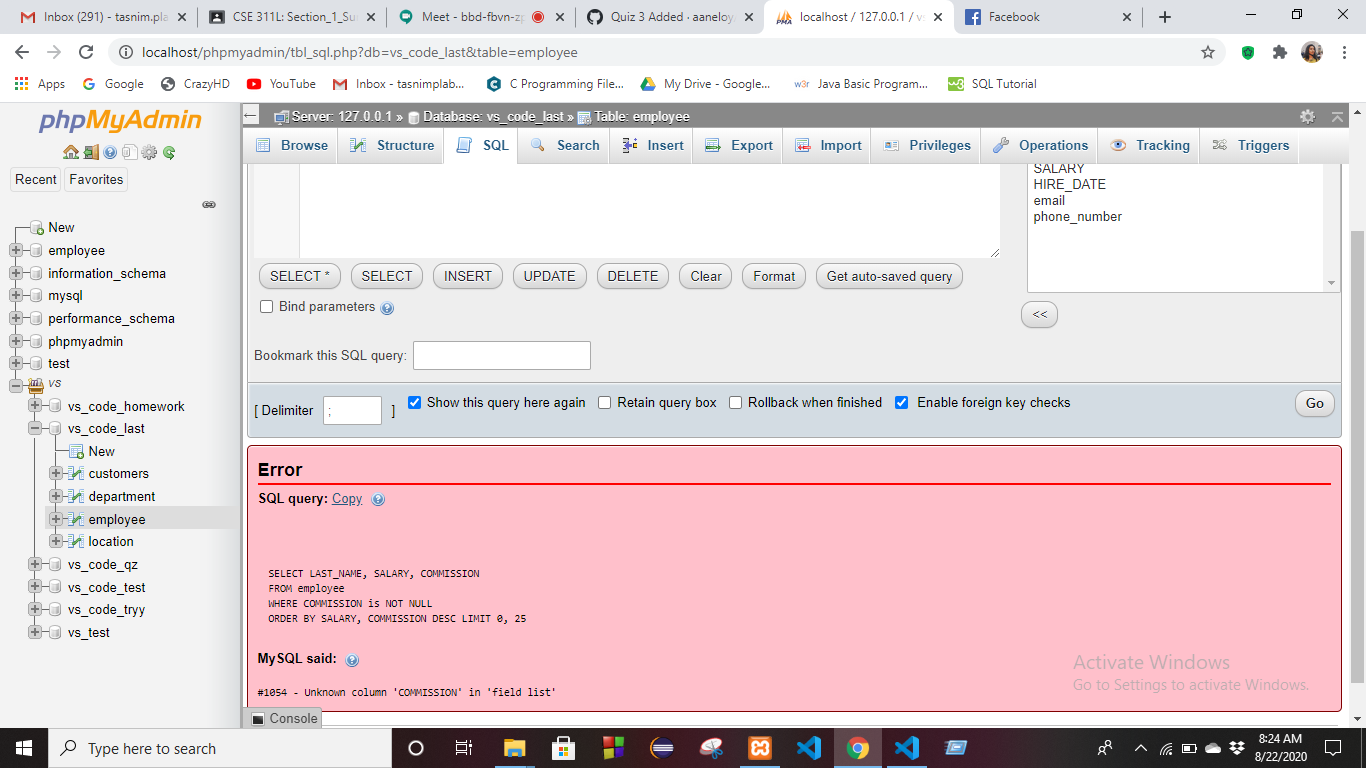 Inbox (291) - tasnim.pla
CSE 311L: Section_1_Su
Meet - bbd-fbvn-zp
Quiz 3 Added · aaneloy
localhost / 127.0.0.1 / vs
Facebook
localhost/phpmyadmin/tbl_sql.php?db=vs_code_last&table=employee
Apps
Google
CrazyHD
YouTube
Inbox - tasnimplab...
C Programming File...
My Drive - Google...
Java Basic Program...
SQL Tutorial
phpMyAdmin
Recent
Favorites
New
employee
information_schema
mysql
performance_schema
phpmyadmin
test
vs
vs_code_homework
vs_code_last
New
customers
department
employee
location
vs_code_qz
vs_code_test
vs_code_tryy
vs_test
Server: 127.0.0.1 » Database: vs_code_last » Table: employee
Browse
Structure
SQL
Search
Insert
Export
Import
Privileges
Operations
Tracking
Triggers
SALARY
HIRE_DATE
email
phone_number
SELECT *
SELECT
INSERT
UPDATE
DELETE
Clear
Format
Get auto-saved query
<<
Bind parameters
Bookmark this SQL query:
[ Delimiter ; ]
Show this query here again
Retain query box
Rollback when finished
Enable foreign key checks
Go
Error
SQL query: Copy
SELECT LAST_NAME, SALARY, COMMISSION
FROM employee
WHERE COMMISSION is NOT NULL
ORDER BY SALARY, COMMISSION DESC LIMIT 0, 25
MySQL said:
#1054 - Unknown column 'COMMISSION' in 'field list'
Activate Windows
Go to Settings to activate Windows.
Console
Type here to search
8:24 AM
8/22/2020